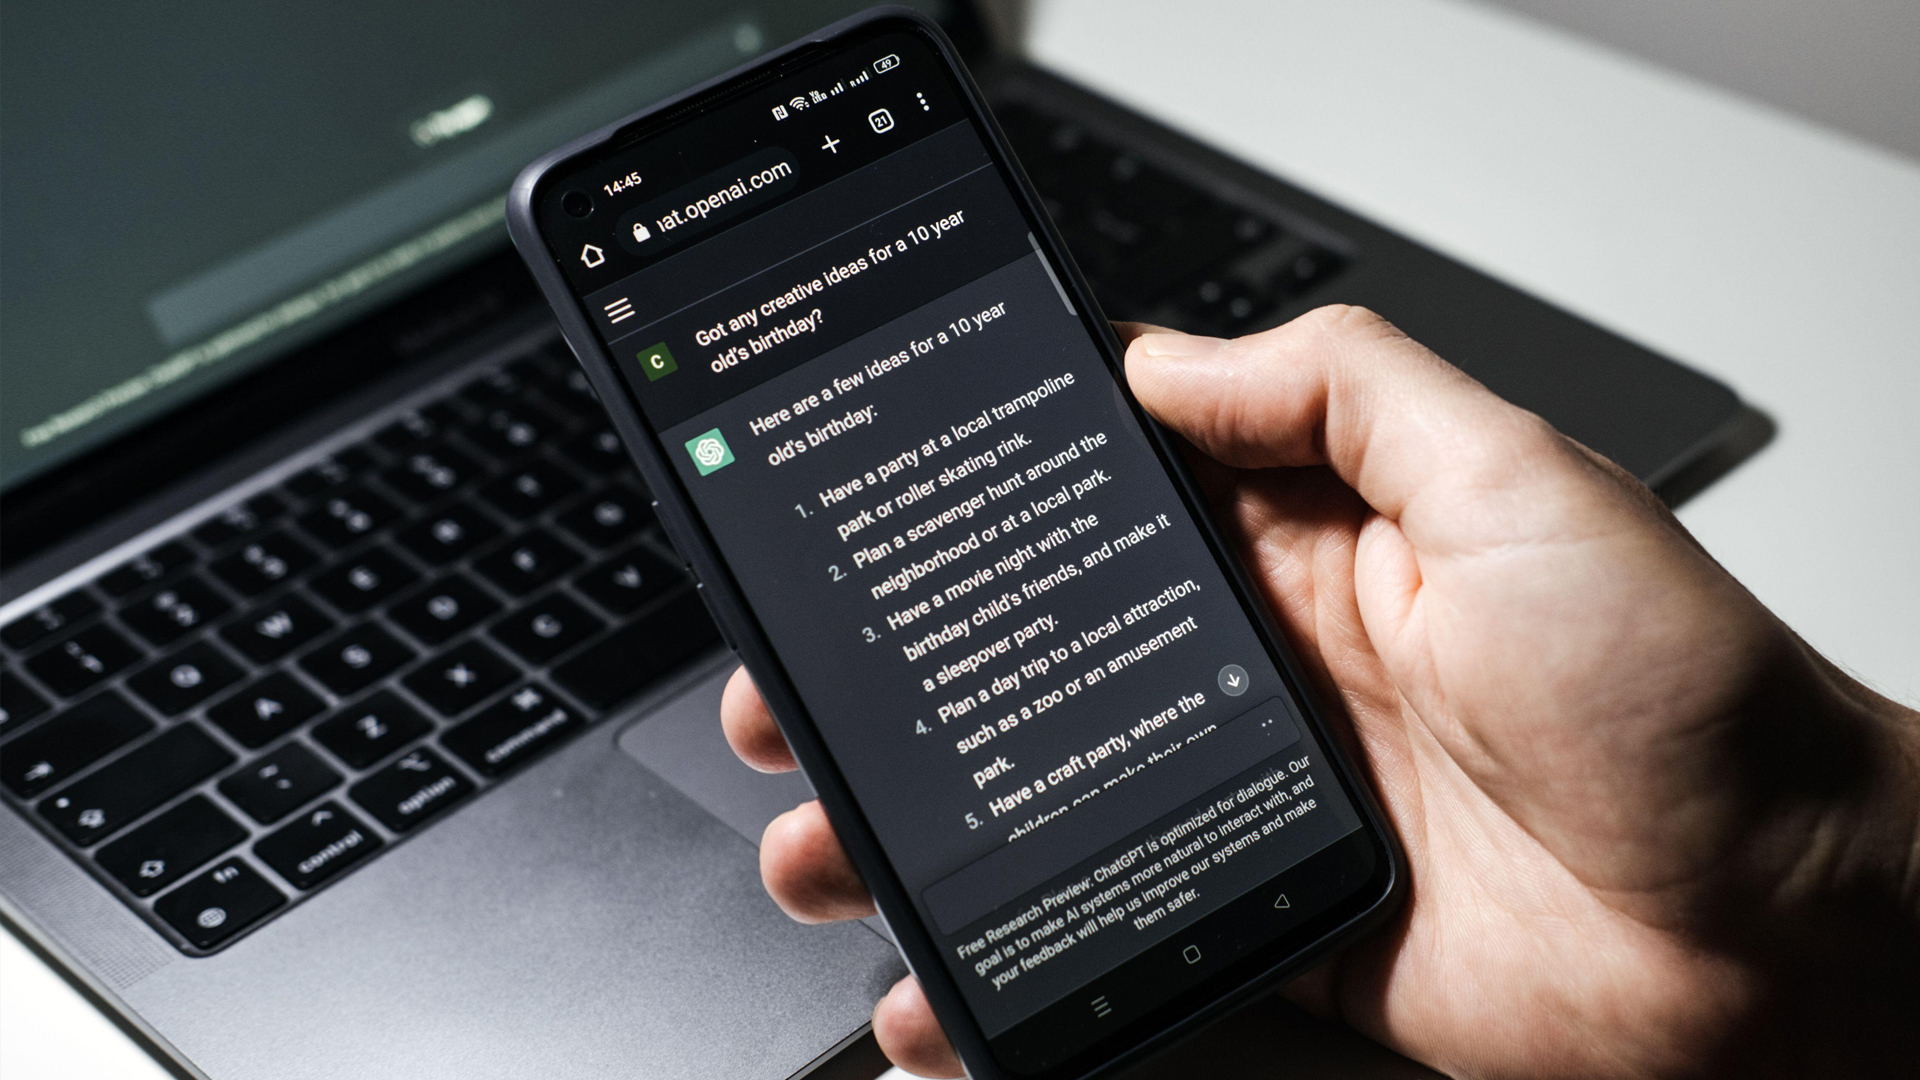 14:45
49
at.openai.com
21
C
Got any creative ideas for a 10 year
old's birthday?
Here are a few ideas for a 10 year
old's birthday:
1. Have a party at a local trampoline
park or roller skating rink.
2. Plan a scavenger hunt around the
neighborhood or at a local park.
3. Have a movie night with the
birthday child's friends, and make it
a sleepover party.
4. Plan a day trip to a local attraction,
such as a zoo or an amusement
park.
5. Have a craft party, where the
children can make their own
Free Research Preview: ChatGPT is optimized for dialogue. Our
goal is to make AI systems more natural to interact with, and
your feedback will help us improve our systems and make
them safer.
W
A
S
Z
X
C
V
fn
control
option
command